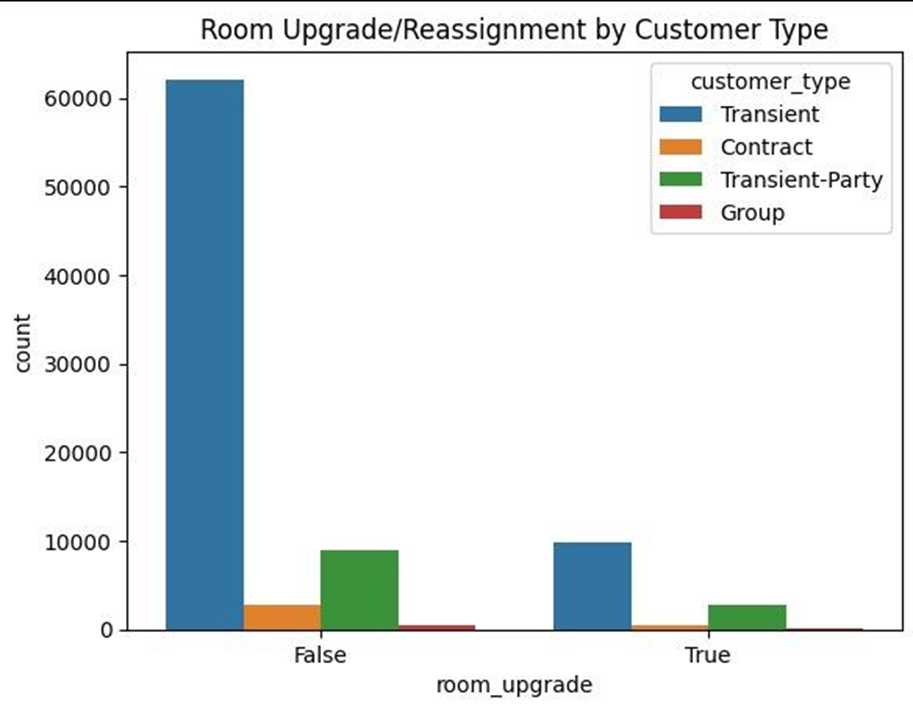 Room Upgrade/Reassignment by Customer Type
customer_type
Transient
Contract
Transient-Party
Group
60000
50000
40000
30000
20000
10000
0
count
False
True
room_upgrade